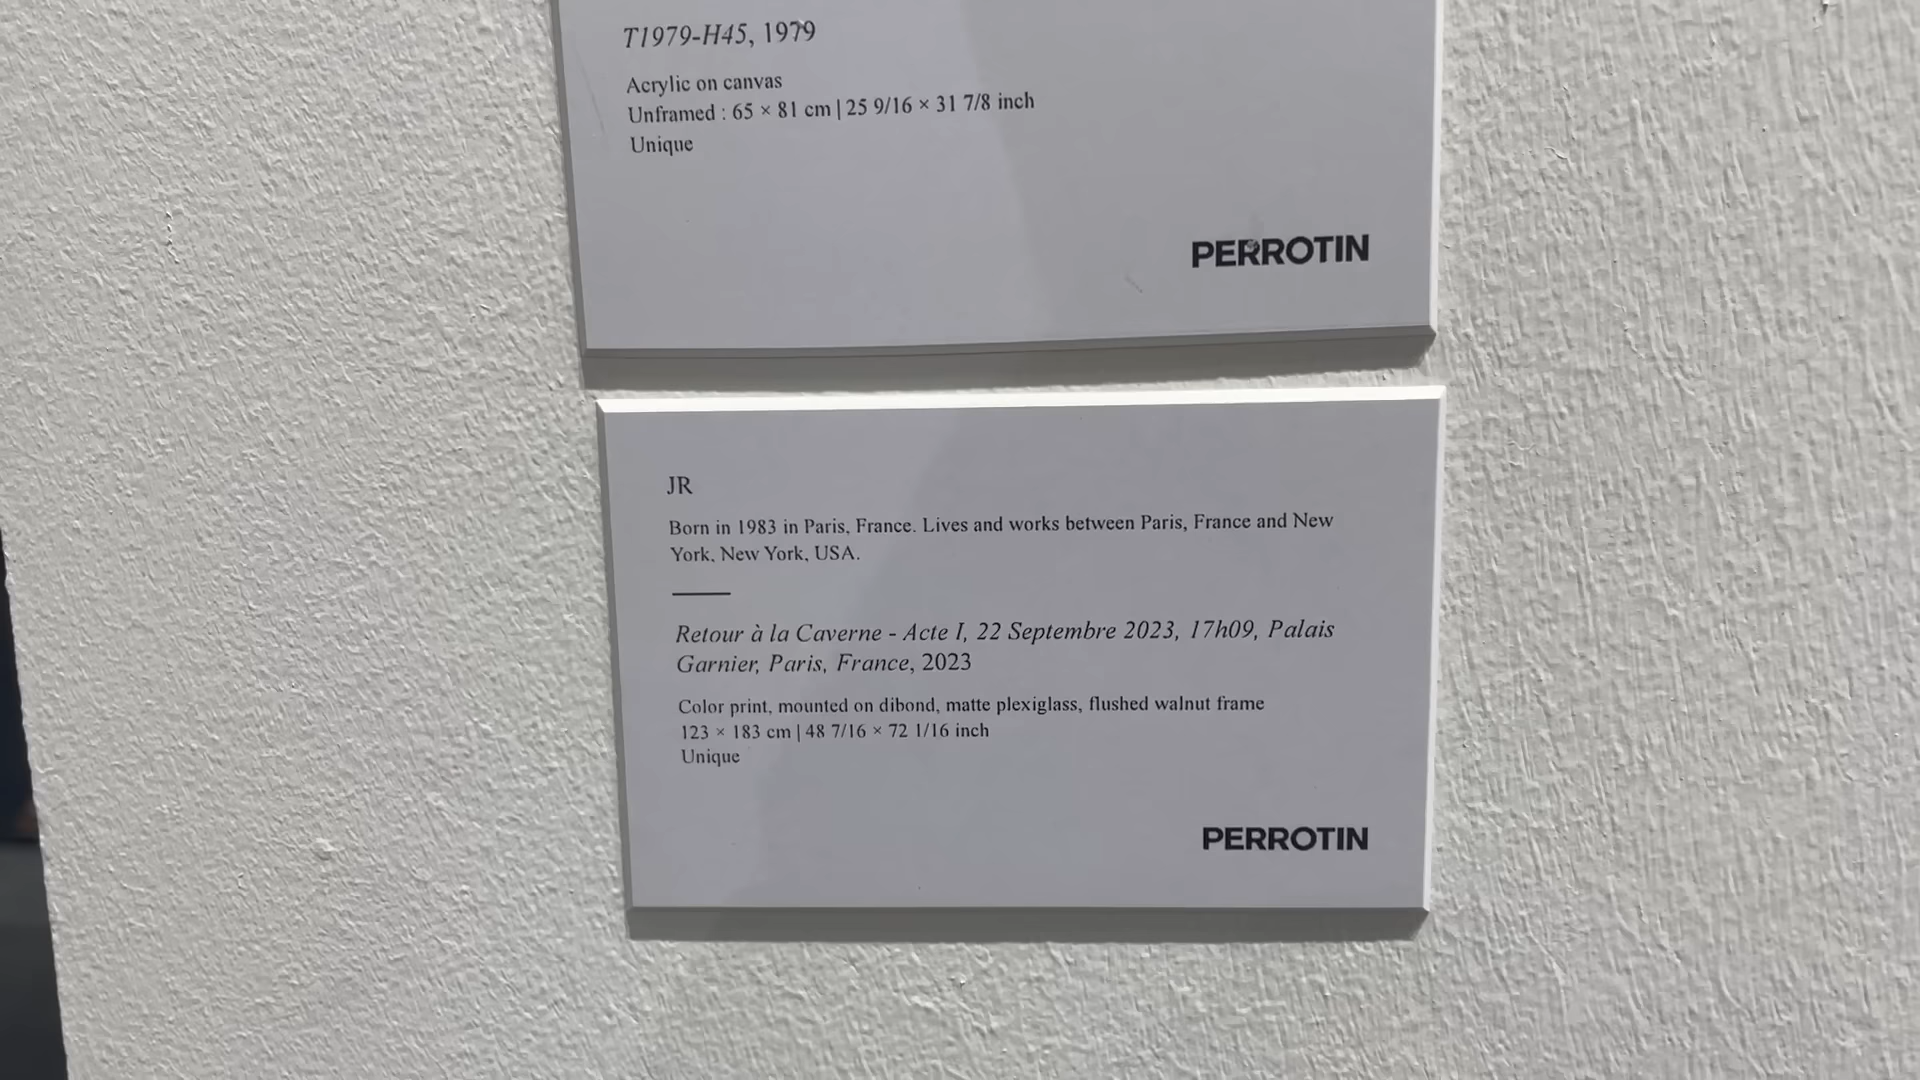 T1979-H45, 1979
Acrylic on canvas
Unframed : 65 × 81 cm | 25 9/16 × 31 7/8 inch
Unique
PERROTIN
JR
Born in 1983 in Paris, France. Lives and works between Paris, France and New
York, New York, USA.
Retour à la Caverne - Acte I, 22 Septembre 2023, 17h09, Palais
Garnier, Paris, France, 2023
Color print, mounted on dibond, matte plexiglass, flushed walnut frame
123 × 183 cm | 48 7/16 × 72 1/16 inch
Unique
PERROTIN